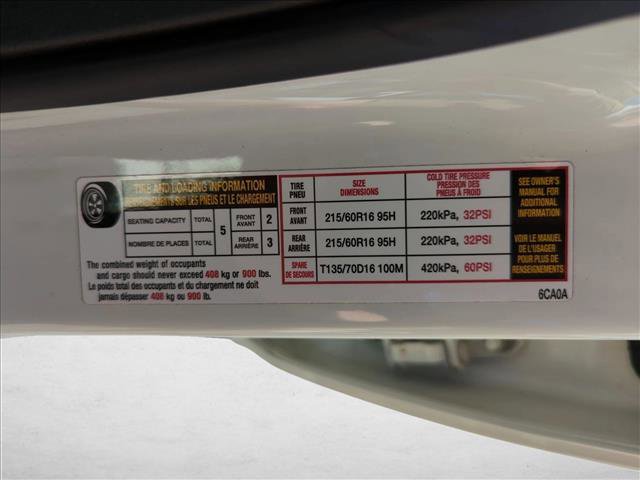 TIRE AND LOADING INFORMATION
RENSEIGNEMENTS SUR LES PNEUS ET LE CHARGEMENT
SEATING CAPACITY TOTAL 5 FRONT AVANT 2
NOMBRE DE PLACES TOTAL REAR ARRIÈRE 3
The combined weight of occupants
and cargo should never exceed 408 kg or 900 lbs.
Le poids total des occupants et du chargement ne doit
jamais dépasser 408 kg ou 900 lb.
TIRE PNEU SIZE DIMENSIONS COLD TIRE PRESSURE PRESSION DES PNEUS À FROID
FRONT AVANT 215/60R16 95H 220kPa, 32PSI
REAR ARRIÈRE 215/60R16 95H 220kPa, 32PSI
SPARE DE SECOURS T135/70D16 100M 420kPa, 60PSI
SEE OWNER'S
MANUAL FOR
ADDITIONAL
INFORMATION
VOIR LE MANUEL
DE L'USAGER
POUR PLUS DE
RENSEIGNEMENTS
6CA0A